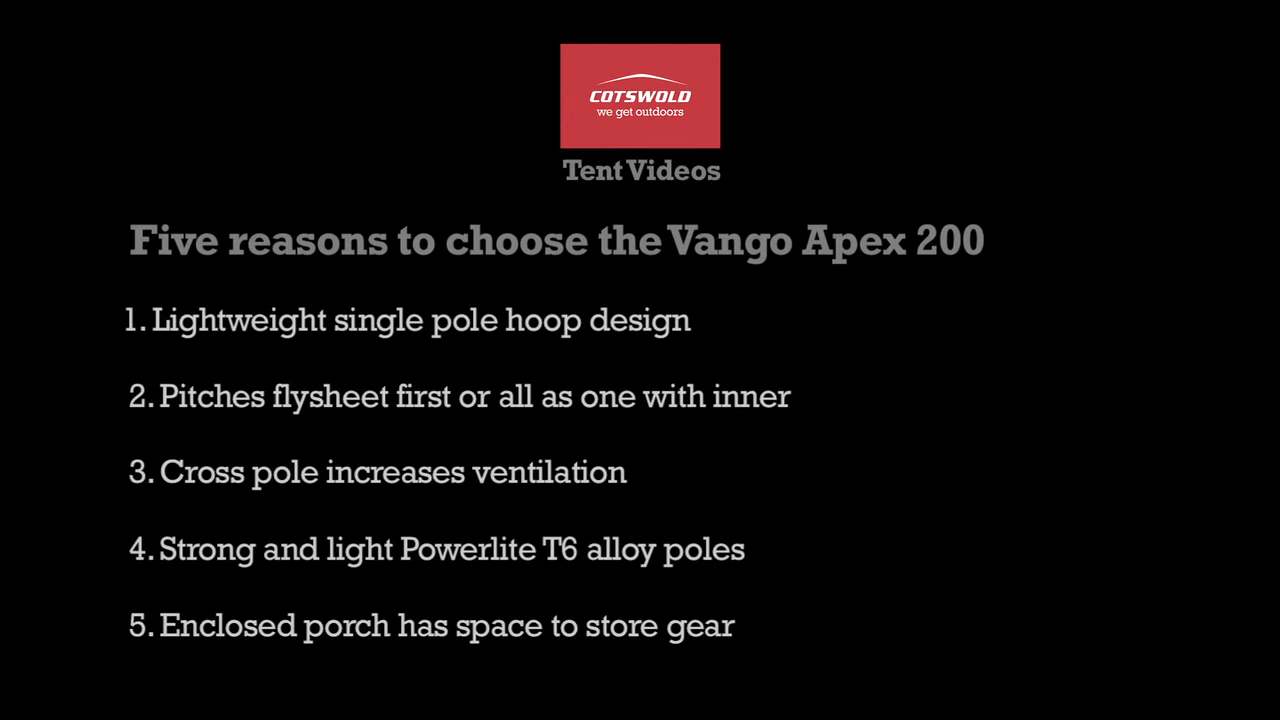 COTSWOLD
we get outdoors
Tent Videos
Five reasons to choose the Vango Apex 200
1. Lightweight single pole hoop design
2. Pitches flysheet first or all as one with inner
3. Cross pole increases ventilation
4. Strong and light Powerlite T6 alloy poles
5. Enclosed porch has space to store gear